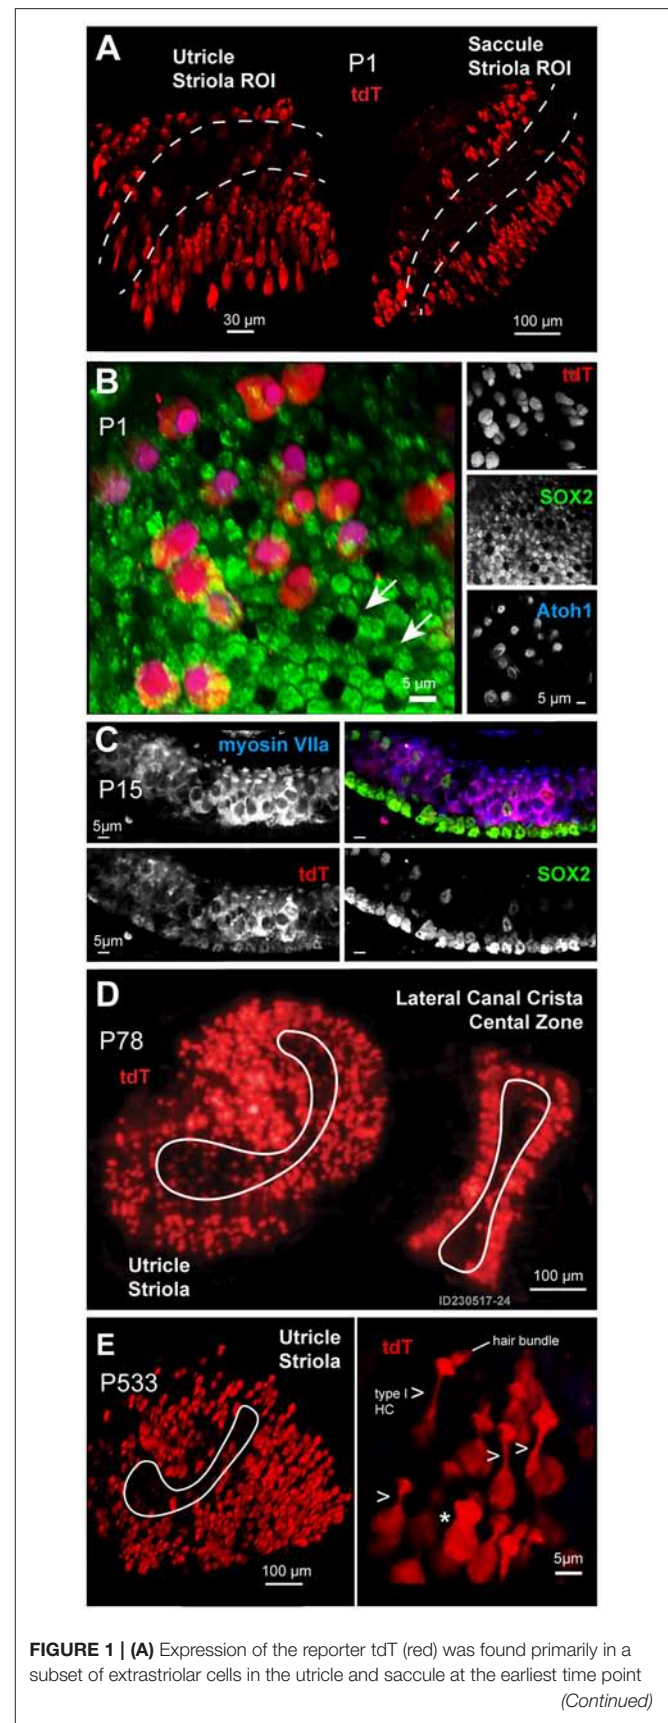 A
Utricle
Striola ROI
P1
tdT
Saccule
Striola ROI
30 µm
100 µm
B
P1
5 µm
tdT
SOX2
Atoh1
5 µm
C
myosin VIIa
P15
5µm
tdT
5µm
SOX2
D
P78
tdT
Lateral Canal Crista
Cental Zone
Utricle
Striola
100 µm
ID230517-24
E
P533
Utricle
Striola
100 µm
tdT
hair bundle
type I >
HC
>
>
>
*
5µm
FIGURE 1 | (A) Expression of the reporter tdT (red) was found primarily in a
subset of extrastriolar cells in the utricle and saccule at the earliest time point
(Continued)